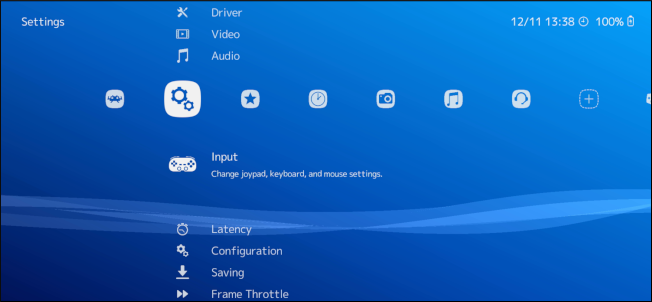 Settings
12/11 13:38 100%
Driver
Video
Audio
Input
Change joypad, keyboard, and mouse settings.
Latency
Configuration
Saving
Frame Throttle